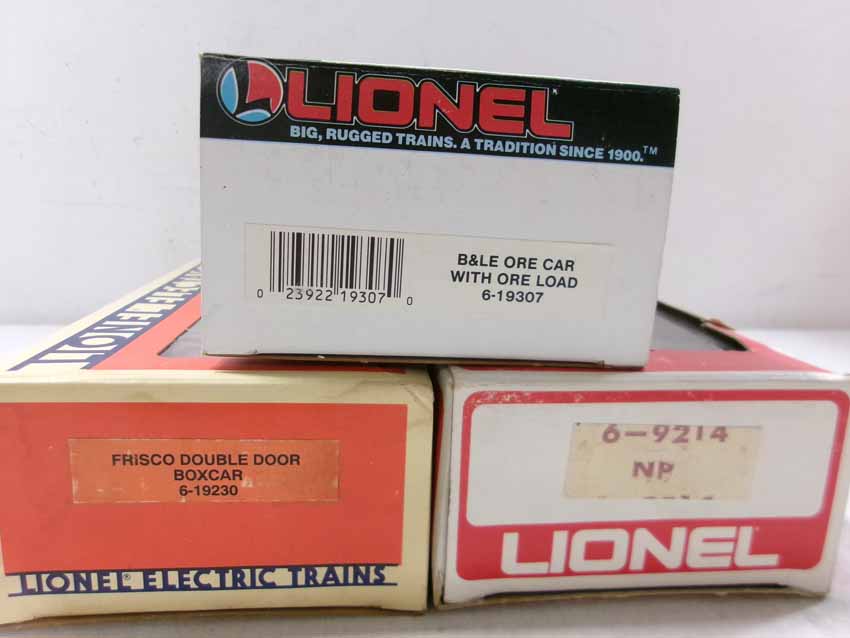 LIONEL
BIG, RUGGED TRAINS. A TRADITION SINCE 1900.™
B&LE ORE CAR
WITH ORE LOAD
6-19307
0 23922 19307 0
FRISCO DOUBLE DOOR
BOXCAR
6-19230
LIONEL® ELECTRIC TRAINS
6-9214
NP
LIONEL